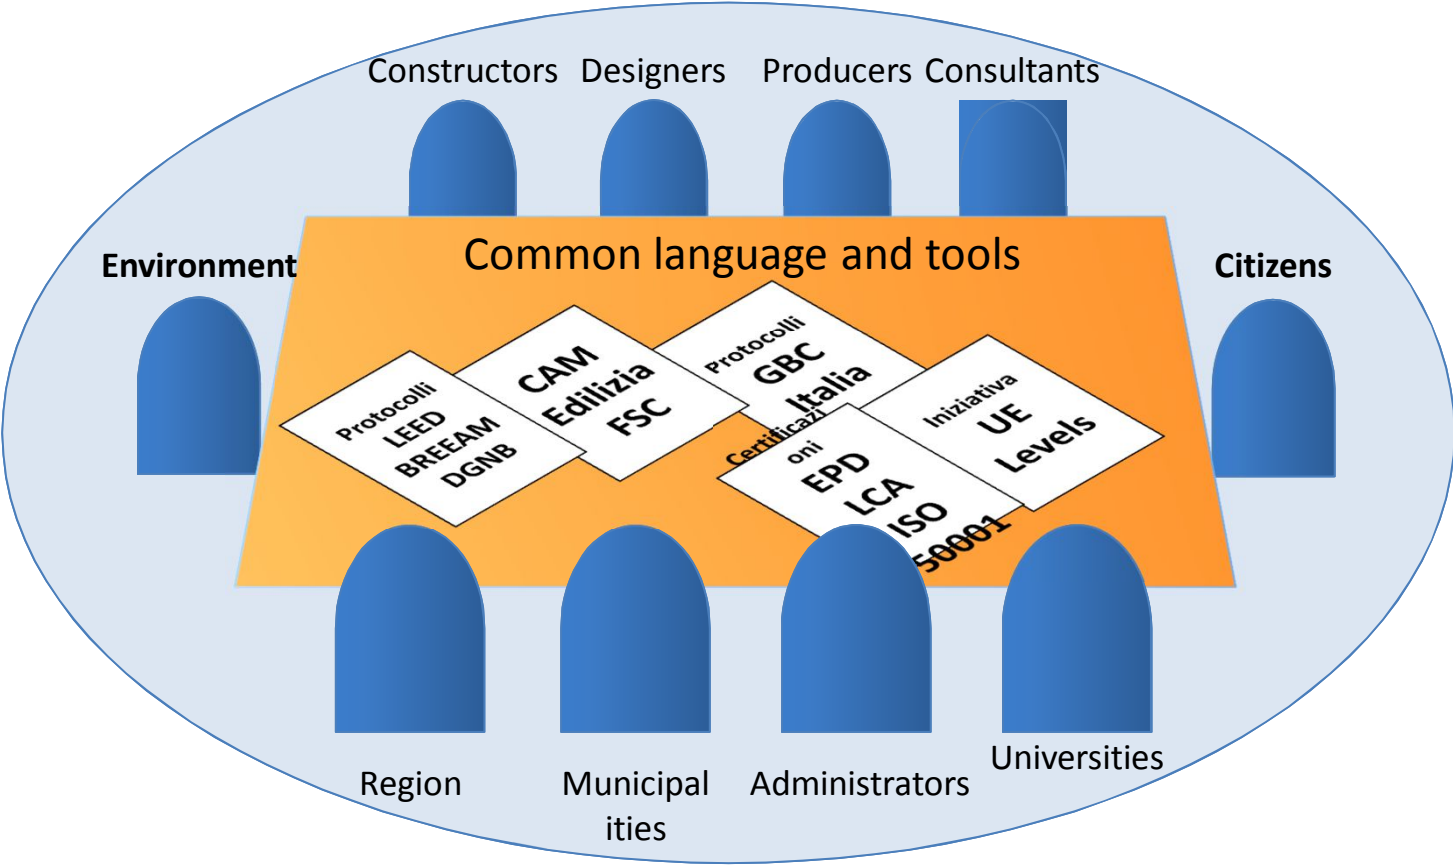 Constructors
Designers
Producers
Consultants
Environment
Common language and tools
Citizens
Protocolli
LEED
BREEAM
DGNB
CAM
Edilizia
FSC
Protocolli
GBC
Italia
Certificazi
oni
EPD
LCA
ISO
50001
Iniziativa
UE
Levels
Region
Municipal
ities
Administrators
Universities